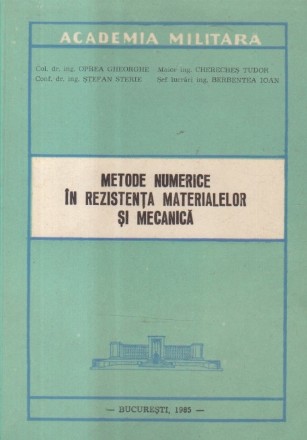 ACADEMIA MILITARĂ
Col. dr. ing. OPREA GHEORGHE Maior ing. CHERECHEȘ TUDOR
Conf. dr. ing. ȘTEFAN STERIE Șef lucrări ing. BERBENTEA IOAN
METODE NUMERICE
ÎN REZISTENȚA MATERIALELOR
ȘI MECANICĂ
— BUCUREȘTI, 1985 —